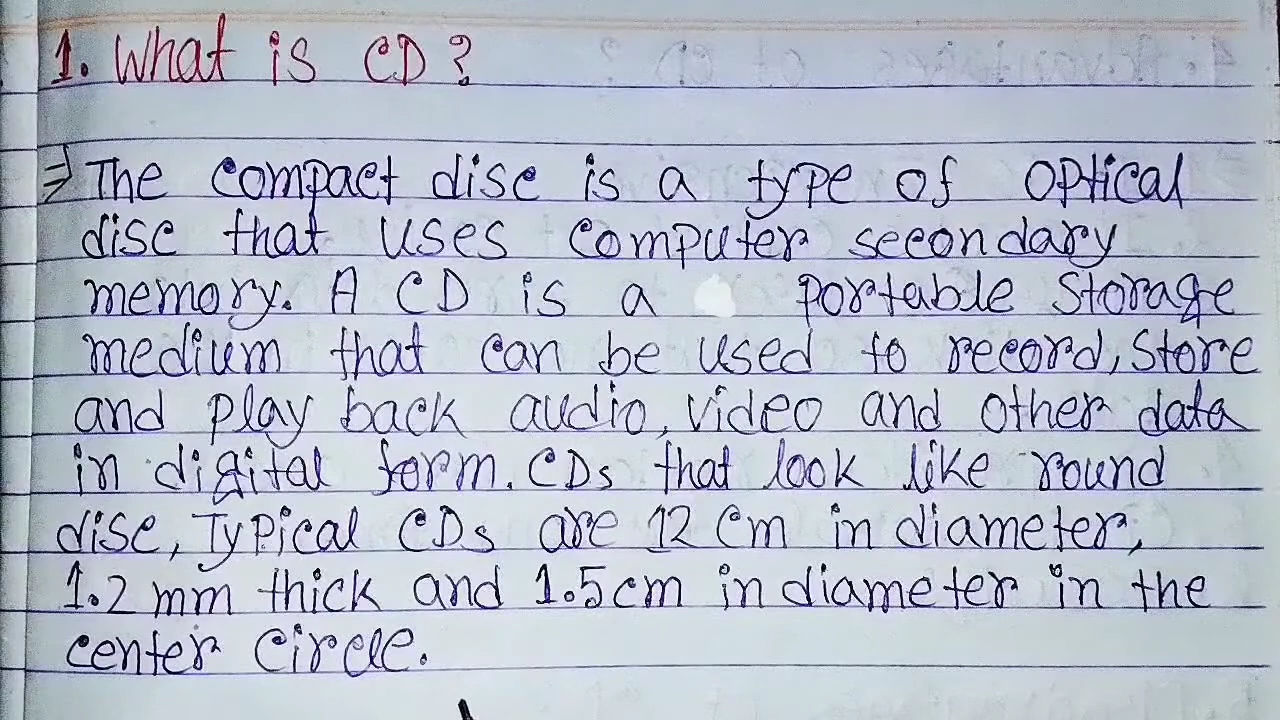 1. What is CD?
⇒ The compact disc is a type of optical
disc that uses computer secondary
memory. A CD is a portable storage
medium that can be used to record, store
and play back audio, video and other data
in digital form. CDs that look like round
disc, Typical CDs are 12 cm in diameter,
1.2 mm thick and 1.5 cm in diameter in the
center circle.